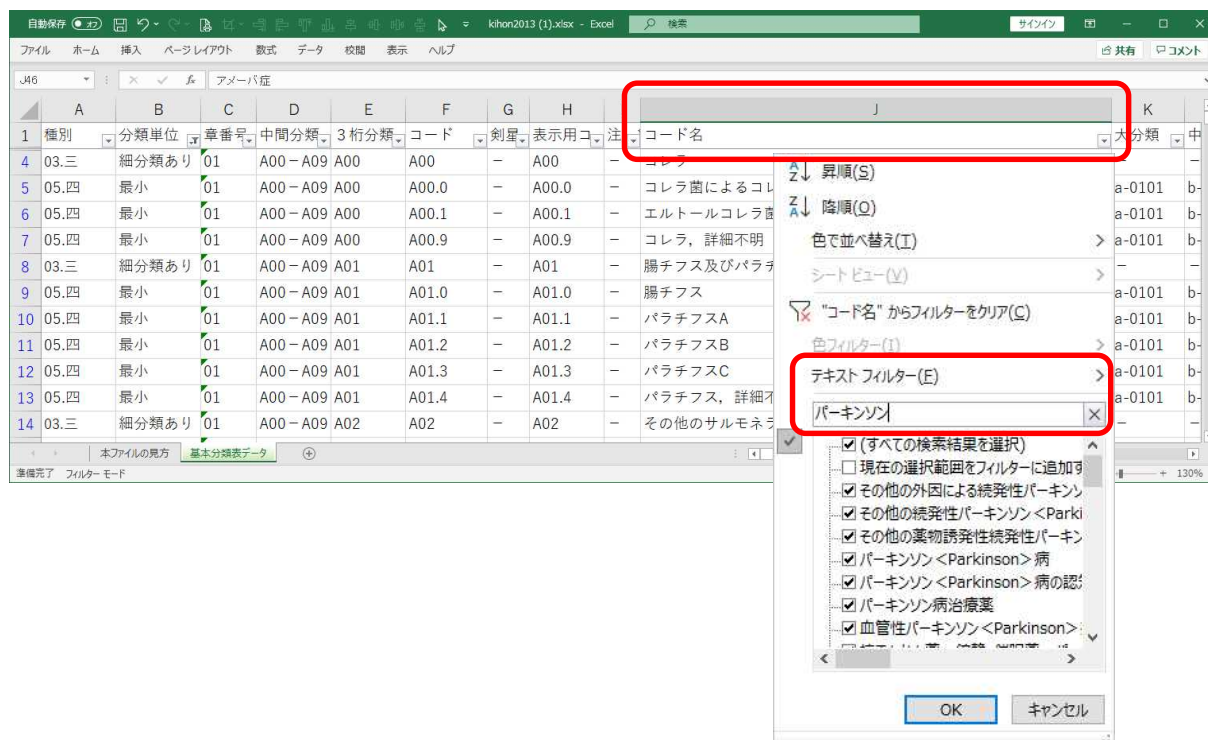 自動保存 オフ kihon2013 (1).xlsx - Excel 検索 サインイン
ファイル ホーム 挿入 ページ レイアウト 数式 データ 校閲 表示 ヘルプ 共有 コメント
J46 fx アメーバ症
A B C D E F G H J K
1 種別 分類単位 章番号 中間分類 3桁分類 コード 剣星 表示用コ 注 コード名 大分類 中
4 03.三 細分類あり 01 A00-A09 A00 A00 - A00 - コレラ -
5 05.四 最小 01 A00-A09 A00 A00.0 - A00.0 - コレラ菌によるコレ a-0101 b-
6 05.四 最小 01 A00-A09 A00 A00.1 - A00.1 - エルトールコレラ菌 a-0101 b-
7 05.四 最小 01 A00-A09 A00 A00.9 - A00.9 - コレラ,詳細不明 a-0101 b-
8 03.三 細分類あり 01 A00-A09 A01 A01 - A01 - 腸チフス及びパラチ - -
9 05.四 最小 01 A00-A09 A01 A01.0 - A01.0 - 腸チフス a-0101 b-
10 05.四 最小 01 A00-A09 A01 A01.1 - A01.1 - パラチフスA a-0101 b-
11 05.四 最小 01 A00-A09 A01 A01.2 - A01.2 - パラチフスB a-0101 b-
12 05.四 最小 01 A00-A09 A01 A01.3 - A01.3 - パラチフスC a-0101 b-
13 05.四 最小 01 A00-A09 A01 A01.4 - A01.4 - パラチフス,詳細不 a-0101 b-
14 03.三 細分類あり 01 A00-A09 A02 A02 - A02 - その他のサルモネラ - -
本ファイルの見方 基本分類表データ
準備完了 フィルター モード 130%
昇順(S)
降順(O)
色で並べ替え(T)
シート ビュー(V)
"コード名" からフィルターをクリア(C)
色フィルター(I)
テキスト フィルター(F)
パーキンソン
(すべての検索結果を選択)
現在の選択範囲をフィルターに追加す
その他の外因による続発性パーキンソ
その他の続発性パーキンソン<Parki
その他の薬物誘発性続発性パーキン
パーキンソン<Parkinson>病
パーキンソン<Parkinson>病の認
パーキンソン病治療薬
血管性パーキンソン<Parkinson>
OK キャンセル